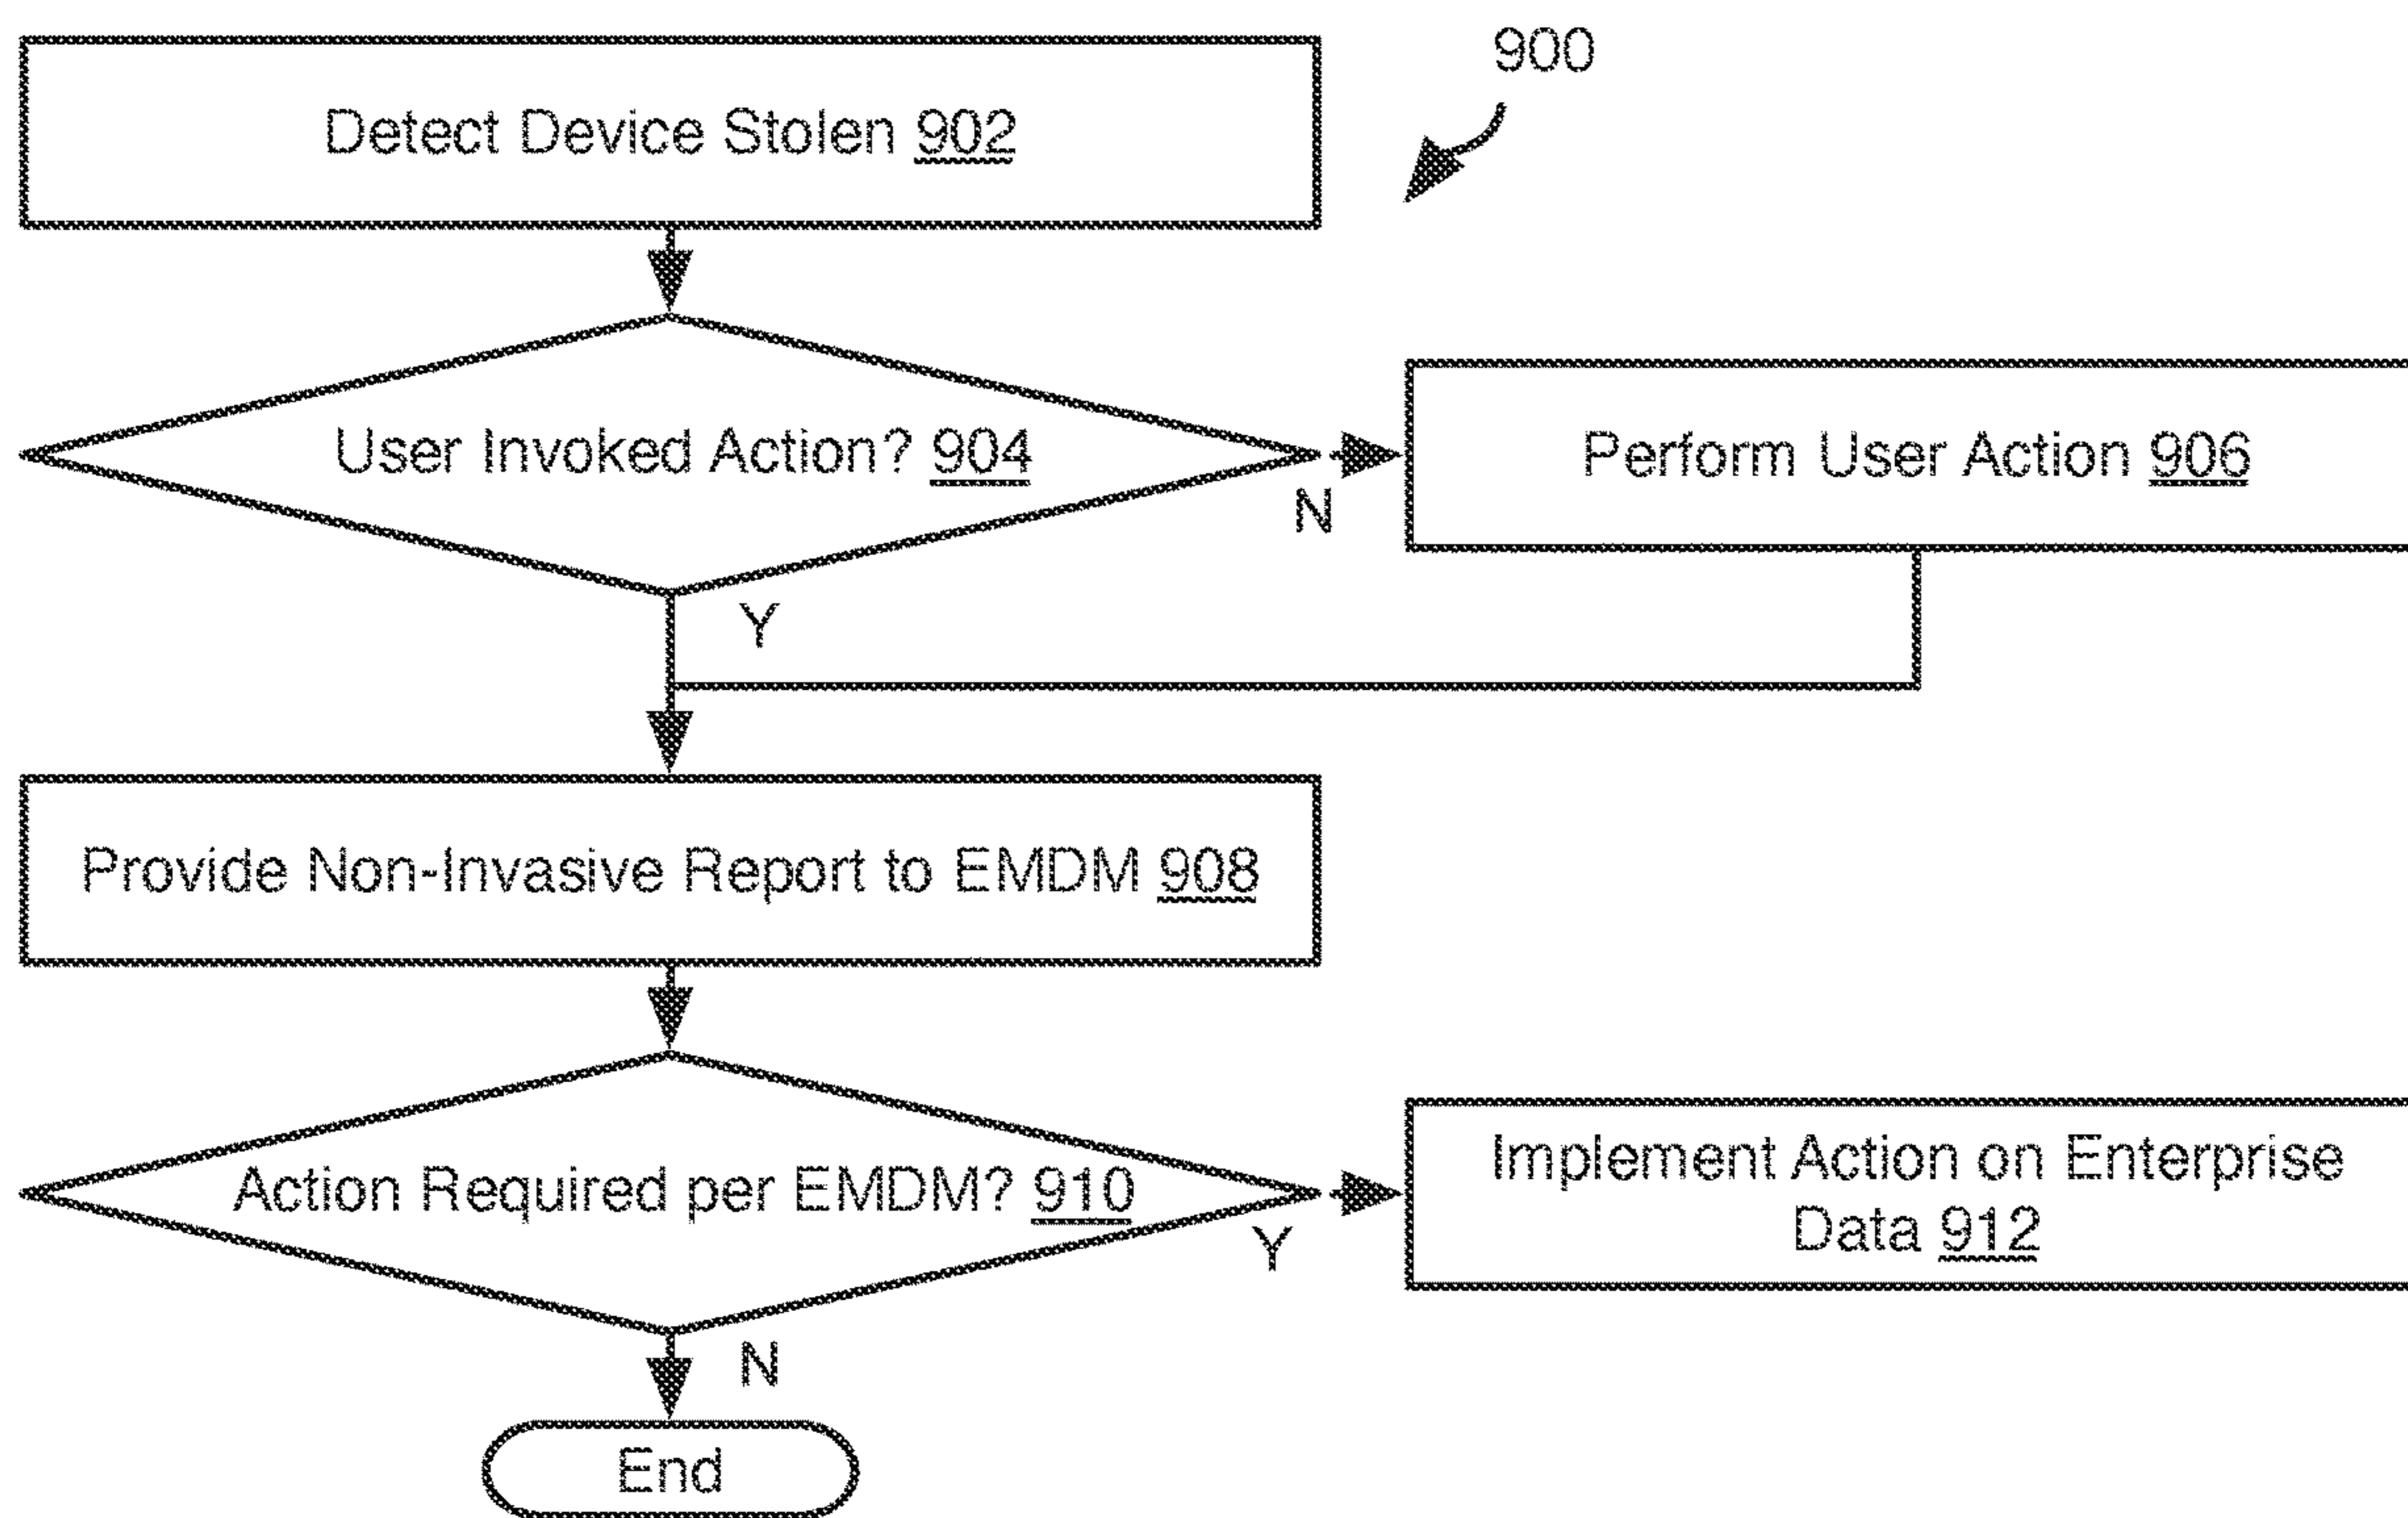 900
Detect Device Stolen 902
User Invoked Action? 904
N
Perform User Action 906
Y
Provide Non-Invasive Report to EMDM 908
Action Required per EMDM? 910
Y
Implement Action on Enterprise
Data 912
N
End